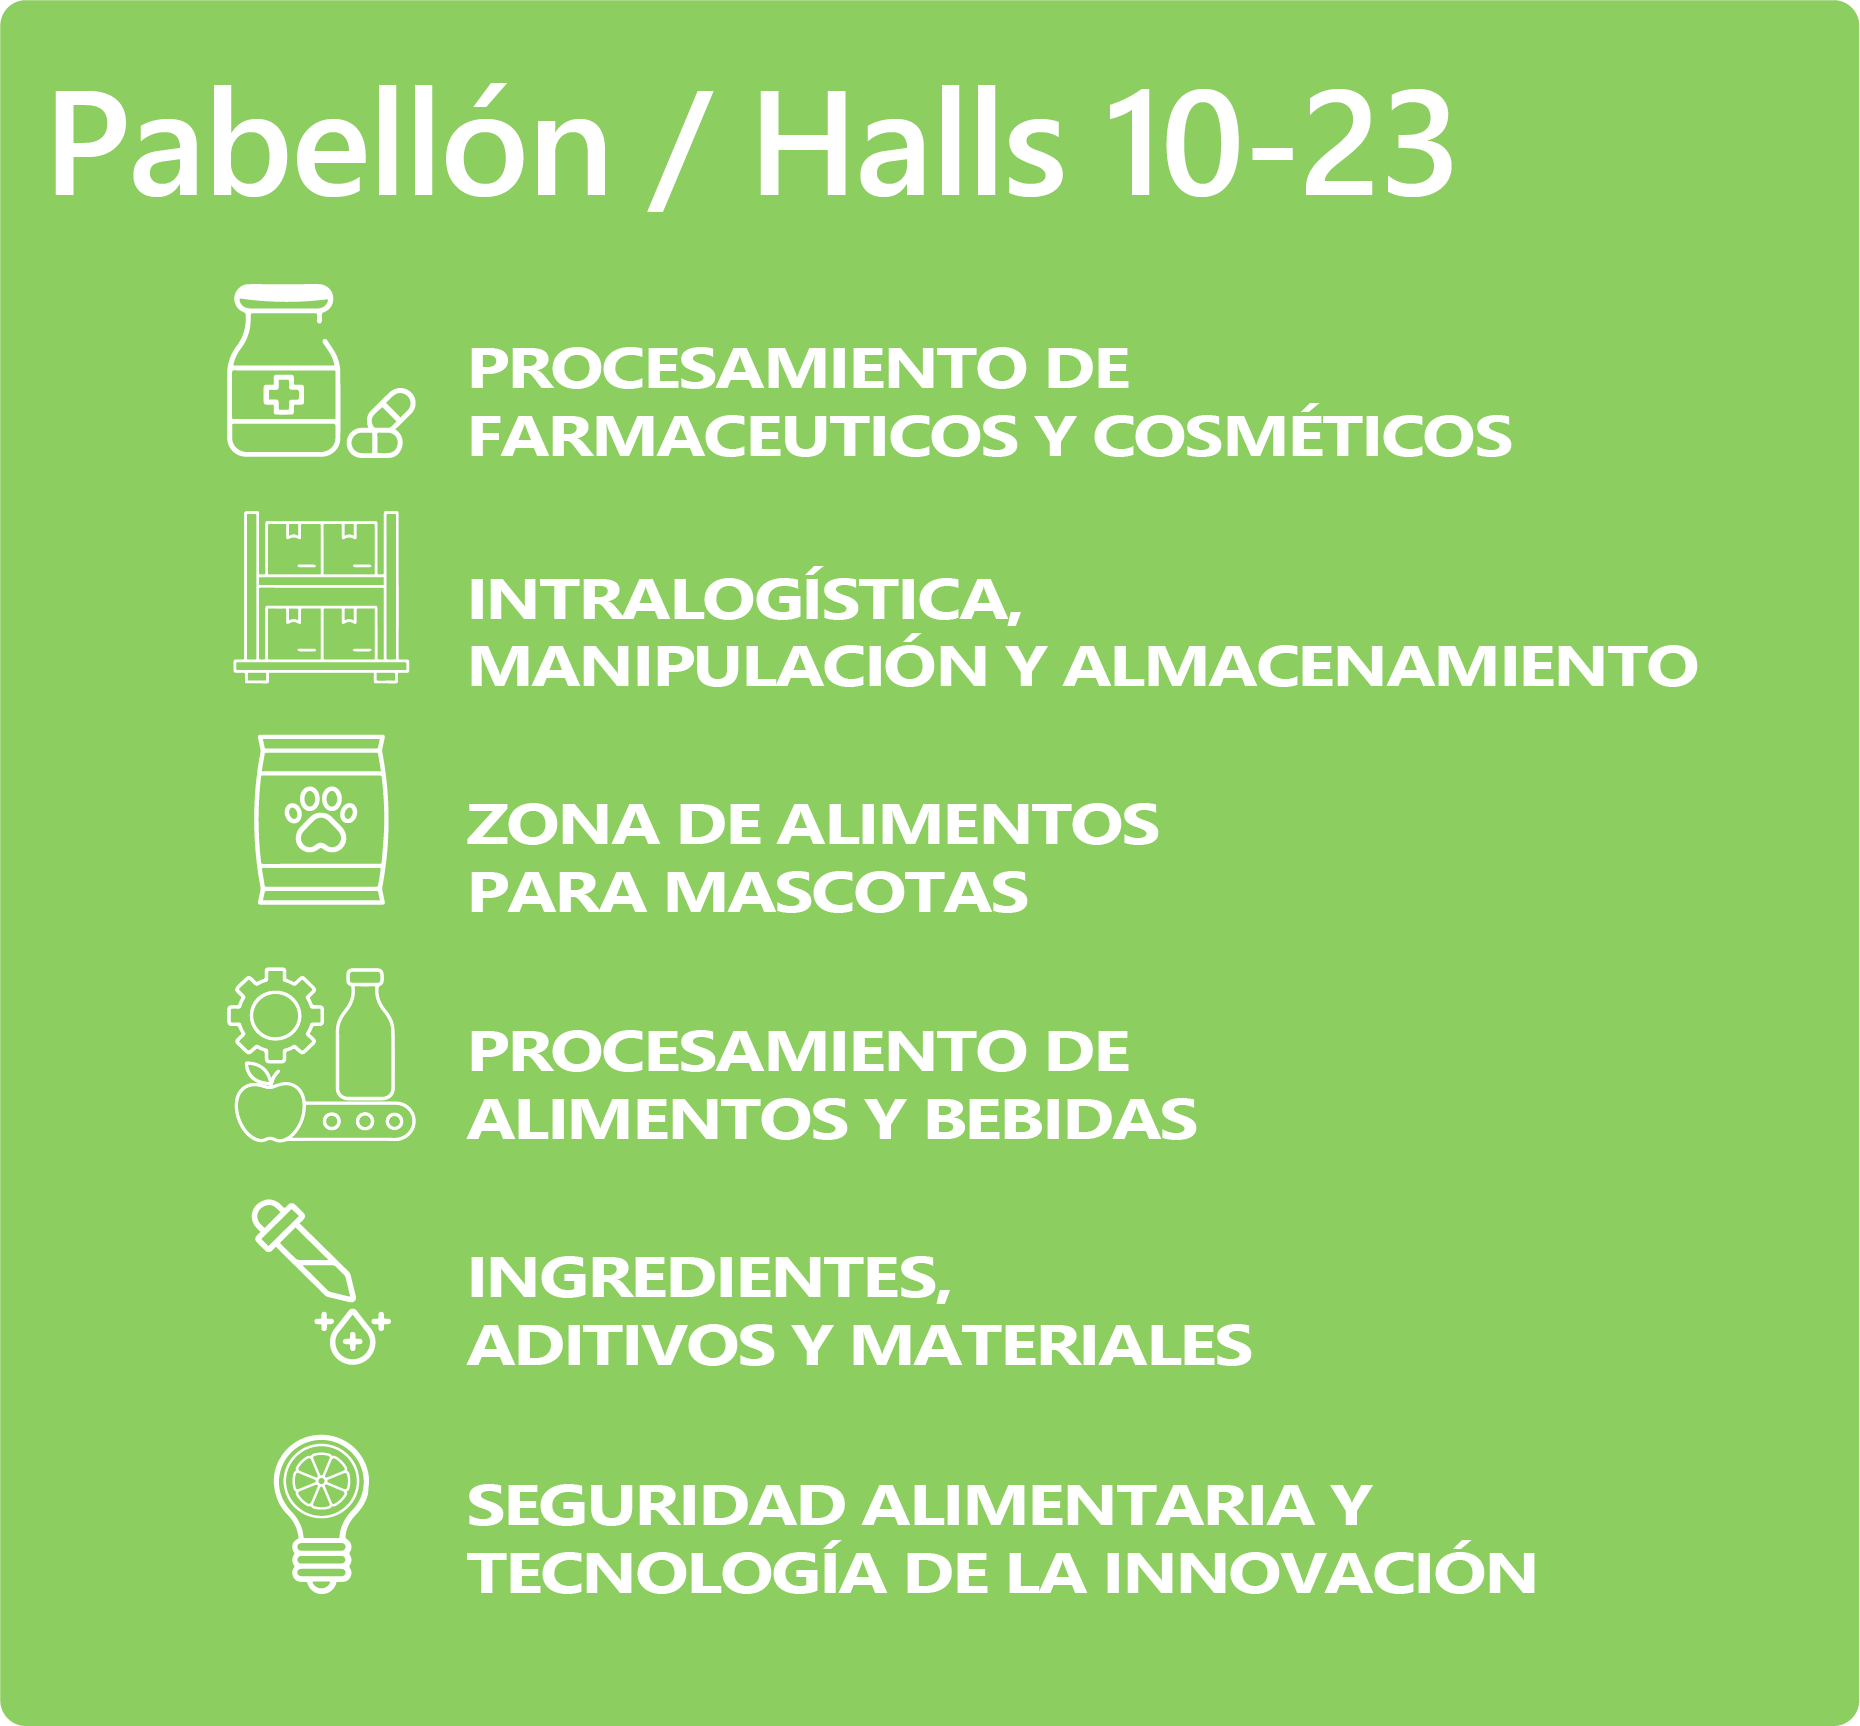 Pabellón / Halls 10-23
PROCESAMIENTO DE
FARMACEUTICOS Y COSMÉTICOS
INTRALOGÍSTICA,
MANIPULACIÓN Y ALMACENAMIENTO
ZONA DE ALIMENTOS
PARA MASCOTAS
PROCESAMIENTO DE
ALIMENTOS Y BEBIDAS
INGREDIENTES,
ADITIVOS Y MATERIALES
SEGURIDAD ALIMENTARIA Y
TECNOLOGÍA DE LA INNOVACIÓN